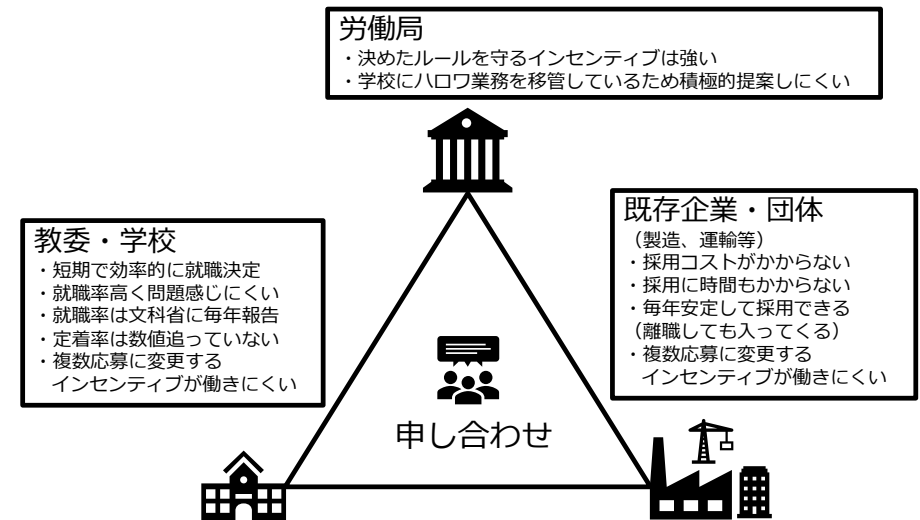 労働局
・決めたルールを守るインセンティブは強い
・学校にハロワ業務を移管しているため積極的提案しにくい
教委・学校
・短期で効率的に就職決定
・就職率高く問題感じにくい
・就職率は文科省に毎年報告
・定着率は数値追っていない
・複数応募に変更する
インセンティブが働きにくい
既存企業・団体
（製造、運輸等）
・採用コストがかからない
・採用に時間もかからない
・毎年安定して採用できる
（離職しても入ってくる）
・複数応募に変更する
インセンティブが働きにくい
申し合わせ